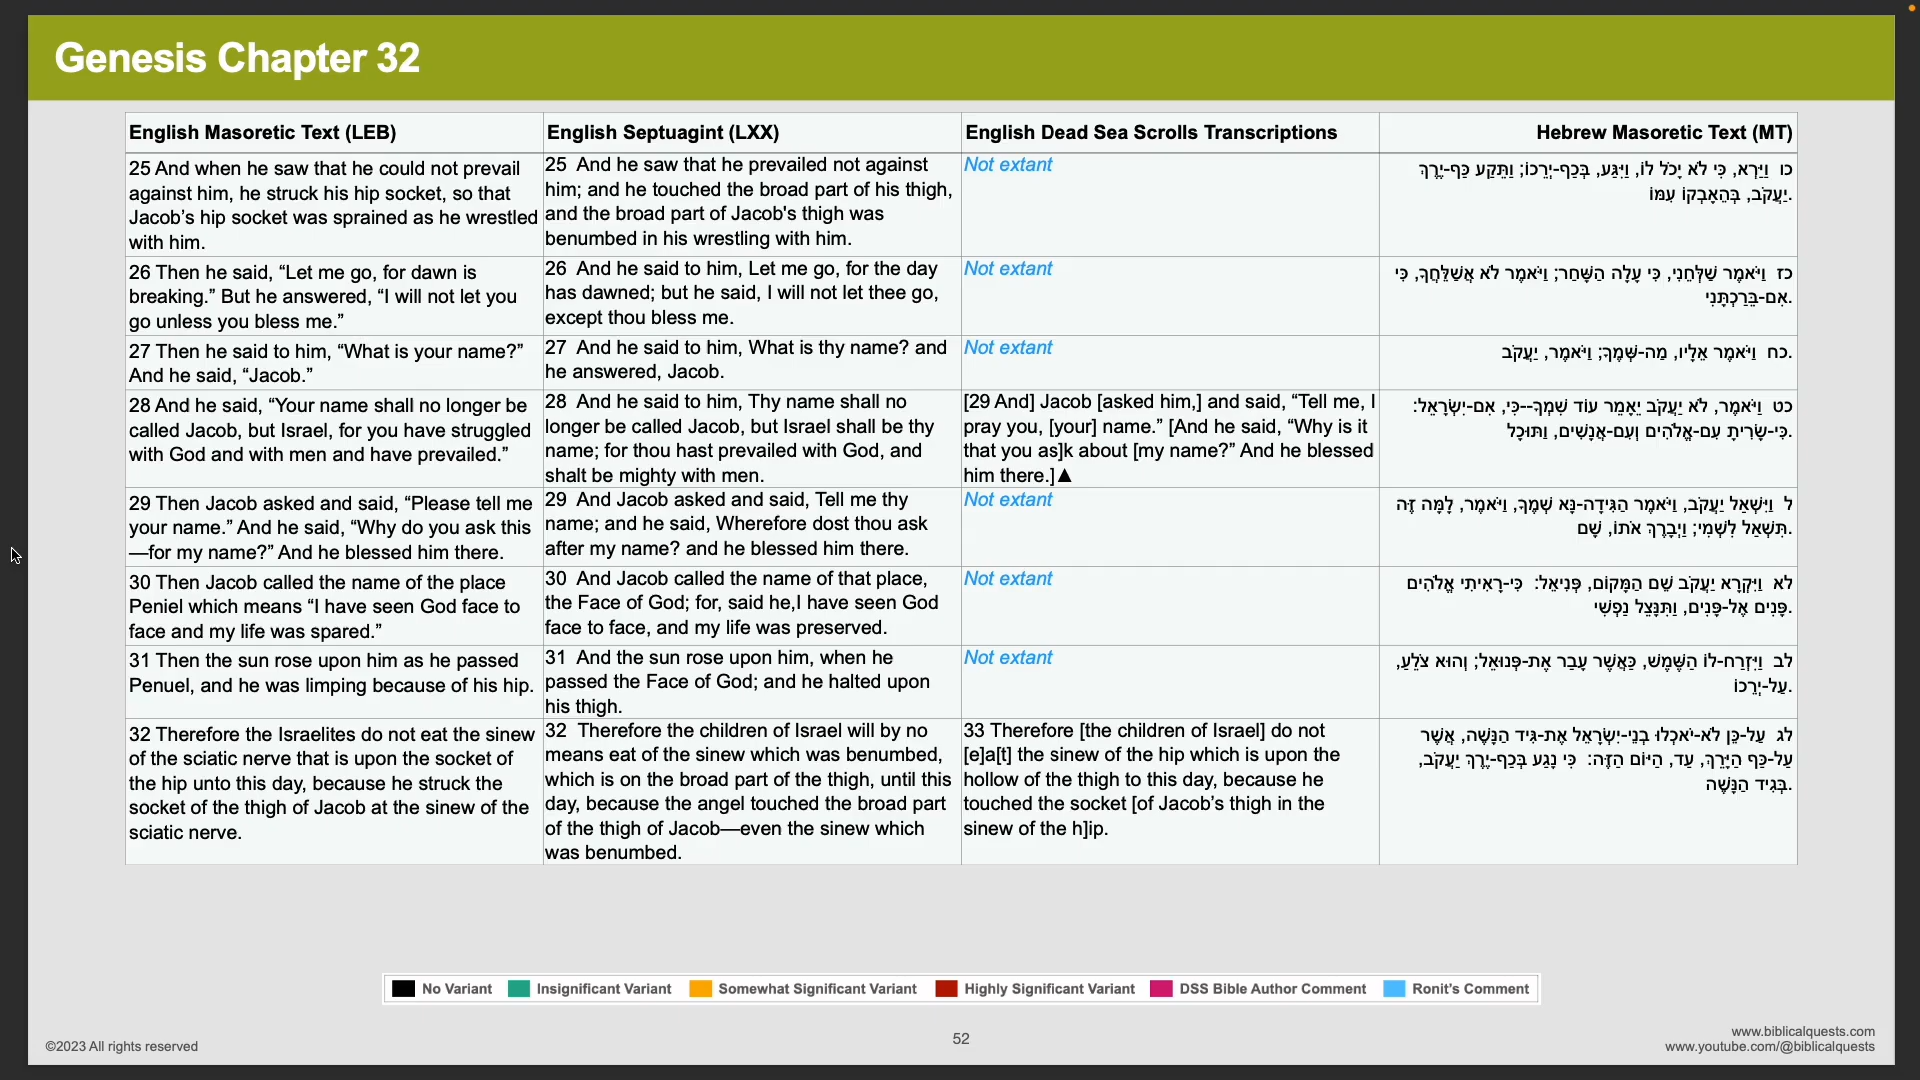 Genesis Chapter 32
English Masoretic Text (LEB)
English Septuagint (LXX)
English Dead Sea Scrolls Transcriptions
Hebrew Masoretic Text (MT)
25 And when he saw that he could not prevail
against him, he struck his hip socket, so that
Jacob’s hip socket was sprained as he wrestled
with him.
25  And he saw that he prevailed not against
him; and he touched the broad part of his thigh,
and the broad part of Jacob's thigh was
benumbed in his wrestling with him.
Not extant
כו  וַיַּרְא, כִּי לֹא יָכֹל לוֹ, וַיִּגַּע, בְּכַף-יְרֵכוֹ; וַתֵּקַע כַּף-יֶרֶךְ
יַעֲקֹב, בְּהֵאָבְקוֹ עִמּוֹ.
26 Then he said, “Let me go, for dawn is
breaking.” But he answered, “I will not let you
go unless you bless me.”
26  And he said to him, Let me go, for the day
has dawned; but he said, I will not let thee go,
except thou bless me.
Not extant
כז  וַיֹּאמֶר שַׁלְּחֵנִי, כִּי עָלָה הַשָּׁחַר; וַיֹּאמֶר לֹא אֲשַׁלֵּחֲךָ, כִּי
אִם-בֵּרַכְתָּנִי.
27 Then he said to him, “What is your name?”
And he said, “Jacob.”
27  And he said to him, What is thy name? and
he answered, Jacob.
Not extant
כח  וַיֹּאמֶר אֵלָיו, מַה-שְּׁמֶךָ; וַיֹּאמֶר, יַעֲקֹב.
28 And he said, “Your name shall no longer be
called Jacob, but Israel, for you have struggled
with God and with men and have prevailed.”
28  And he said to him, Thy name shall no
longer be called Jacob, but Israel shall be thy
name; for thou hast prevailed with God, and
shalt be mighty with men.
[29 And] Jacob [asked him,] and said, “Tell me, I
pray you, [your] name.” [And he said, “Why is it
that you as]k about [my name?” And he blessed
him there.]▲
כט  וַיֹּאמֶר, לֹא יַעֲקֹב יֵאָמֵר עוֹד שִׁמְךָ--כִּי, אִם-יִשְׂרָאֵל:
כִּי-שָׂרִיתָ עִם-אֱלֹהִים וְעִם-אֲנָשִׁים, וַתּוּכָל.
29 Then Jacob asked and said, “Please tell me
your name.” And he said, “Why do you ask this
—for my name?” And he blessed him there.
29  And Jacob asked and said, Tell me thy
name; and he said, Wherefore dost thou ask
after my name? and he blessed him there.
Not extant
ל  וַיִּשְׁאַל יַעֲקֹב, וַיֹּאמֶר הַגִּידָה-נָּא שְׁמֶךָ, וַיֹּאמֶר, לָמָּה זֶּה
תִּשְׁאַל לִשְׁמִי; וַיְבָרֶךְ אֹתוֹ, שָׁם.
30 Then Jacob called the name of the place
Peniel which means “I have seen God face to
face and my life was spared.”
30  And Jacob called the name of that place,
the Face of God; for, said he,I have seen God
face to face, and my life was preserved.
Not extant
לא  וַיִּקְרָא יַעֲקֹב שֵׁם הַמָּקוֹם, פְּנִיאֵל:  כִּי-רָאִיתִי אֱלֹהִים
פָּנִים אֶל-פָּנִים, וַתִּנָּצֵל נַפְשִׁי.
31 Then the sun rose upon him as he passed
Penuel, and he was limping because of his hip.
31  And the sun rose upon him, when he
passed the Face of God; and he halted upon
his thigh.
Not extant
לב  וַיִּזְרַח-לוֹ הַשֶּׁמֶשׁ, כַּאֲשֶׁר עָבַר אֶת-פְּנוּאֵל; וְהוּא צֹלֵעַ,
עַל-יְרֵכוֹ.
32 Therefore the Israelites do not eat the sinew
of the sciatic nerve that is upon the socket of
the hip unto this day, because he struck the
socket of the thigh of Jacob at the sinew of the
sciatic nerve.
32  Therefore the children of Israel will by no
means eat of the sinew which was benumbed,
which is on the broad part of the thigh, until this
day, because the angel touched the broad part
of the thigh of Jacob—even the sinew which
was benumbed.
33 Therefore [the children of Israel] do not
[e]a[t] the sinew of the hip which is upon the
hollow of the thigh to this day, because he
touched the socket [of Jacob’s thigh in the
sinew of the h]ip.
לג  עַל-כֵּן לֹא-יֹאכְלוּ בְנֵי-יִשְׂרָאֵל אֶת-גִּיד הַנָּשֶׁה, אֲשֶׁר
עַל-כַּף הַיָּרֵךְ, עַד, הַיּוֹם הַזֶּה:  כִּי נָגַע בְּכַף-יֶרֶךְ יַעֲקֹב,
בְּגִיד הַנָּשֶׁה.
No Variant
Insignificant Variant
Somewhat Significant Variant
Highly Significant Variant
DSS Bible Author Comment
Ronit’s Comment
©2023 All rights reserved
52
www.biblicalquests.com
www.youtube.com/@biblicalquests